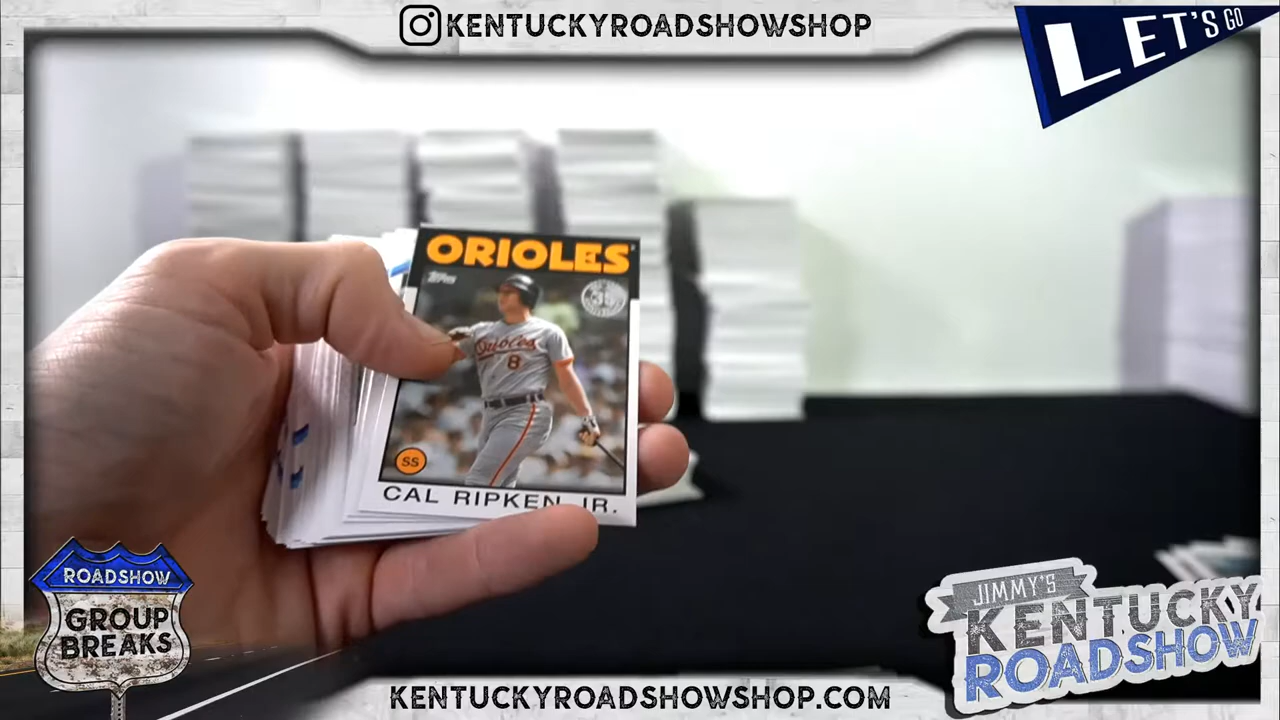 KENTUCKYROADSHOWSHOP
LET'S GO
ORIOLES
Topps
35
Orioles
8
SS
CAL RIPKEN JR.
ROADSHOW
GROUP
BREAKS
JIMMY'S
KENTUCKY
ROADSHOW
KENTUCKYROADSHOWSHOP.COM